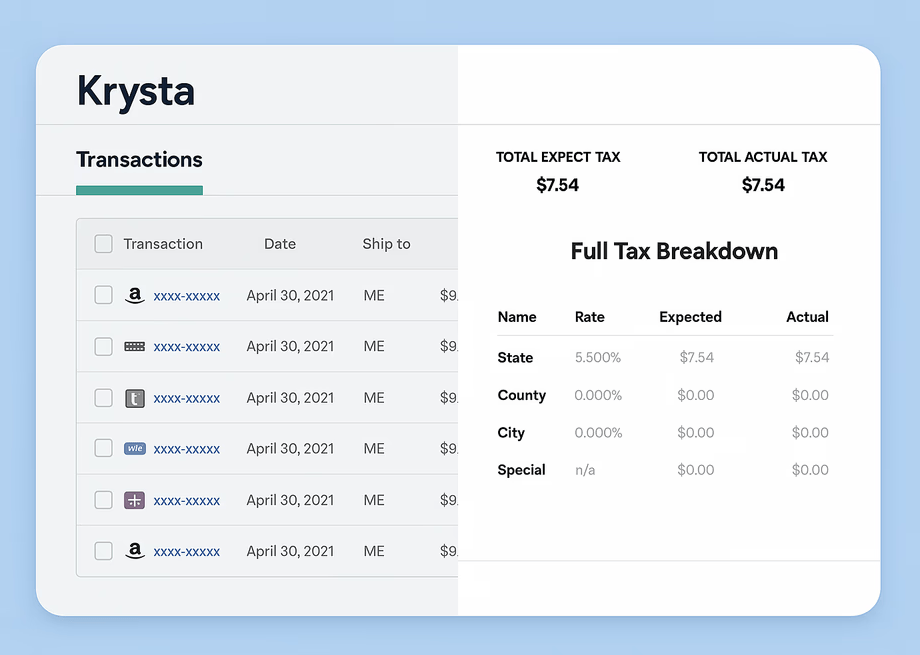 Krysta
Transactions
Transaction Date Ship to
a xxxx-xxxxx April 30, 2021 ME $9.
xxxx-xxxxx April 30, 2021 ME $9.
t xxxx-xxxxx April 30, 2021 ME $9.
wle xxxx-xxxxx April 30, 2021 ME $9.
xxxx-xxxxx April 30, 2021 ME $9.
a xxxx-xxxxx April 30, 2021 ME $9.
TOTAL EXPECT TAX TOTAL ACTUAL TAX
$7.54 $7.54
Full Tax Breakdown
Name Rate Expected Actual
State 5.500% $7.54 $7.54
County 0.000% $0.00 $0.00
City 0.000% $0.00 $0.00
Special n/a $0.00 $0.00